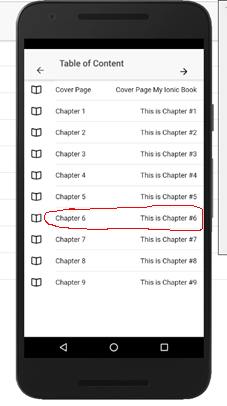 Table of Content
Cover Page Cover Page My Ionic Book
Chapter 1 This is Chapter #1
Chapter 2 This is Chapter #2
Chapter 3 This is Chapter #3
Chapter 4 This is Chapter #4
Chapter 5 This is Chapter #5
Chapter 6 This is Chapter #6
Chapter 7 This is Chapter #7
Chapter 8 This is Chapter #8
Chapter 9 This is Chapter #9